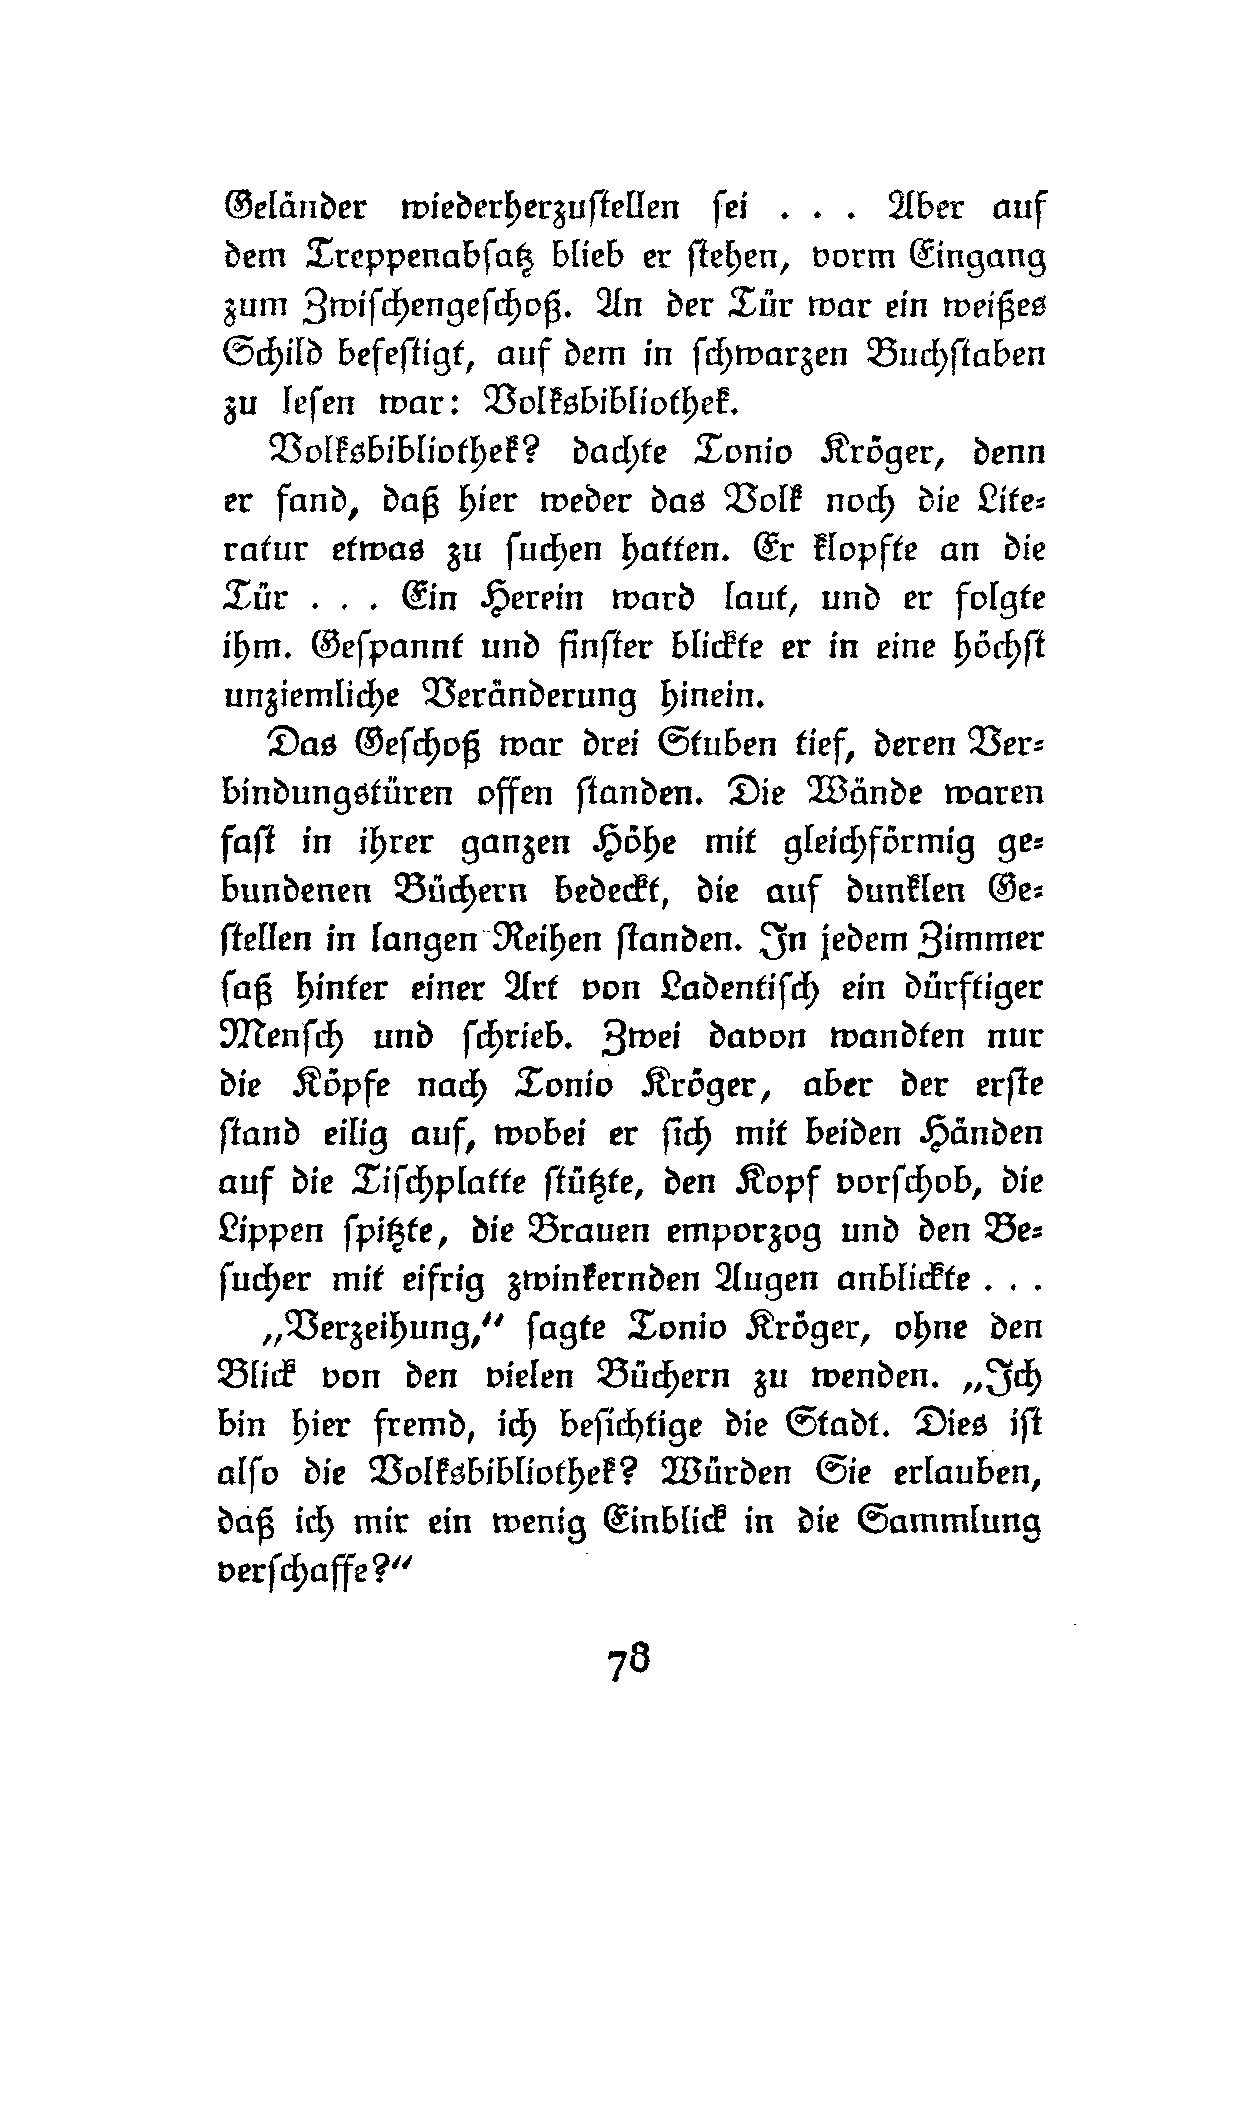 Geländer wiederherzuſtellen ſei . . . Aber auf
dem Treppenabſatz blieb er ſtehen, vorm Eingang
zum Zwiſchengeſchoß. An der Tür war ein weißes
Schild befeſtigt, auf dem in ſchwarzen Buchſtaben
zu leſen war: Volksbibliothek.
Volksbibliothek? dachte Tonio Kröger, denn
er fand, daß hier weder das Volk noch die Lite⸗
ratur etwas zu ſuchen hatten. Er klopfte an die
Tür . . . Ein Herein ward laut, und er folgte
ihm. Geſpannt und finſter blickte er in eine höchſt
unziemliche Veränderung hinein.
Das Geſchoß war drei Stuben tief, deren Ver⸗
bindungstüren offen ſtanden. Die Wände waren
faſt in ihrer ganzen Höhe mit gleichförmig ge⸗
bundenen Büchern bedeckt, die auf dunklen Ge⸗
ſtellen in langen Reihen ſtanden. In jedem Zimmer
ſaß hinter einer Art von Ladentiſch ein dürftiger
Menſch und ſchrieb. Zwei davon wandten nur
die Köpfe nach Tonio Kröger, aber der erſte
ſtand eilig auf, wobei er ſich mit beiden Händen
auf die Tiſchplatte ſtützte, den Kopf vorſchob, die
Lippen ſpitzte, die Brauen emporzog und den Be⸗
ſucher mit eifrig zwinkernden Augen anblickte . . .
„Verzeihung,“ ſagte Tonio Kröger, ohne den
Blick von den vielen Büchern zu wenden. „Ich
bin hier fremd, ich beſichtige die Stadt. Dies iſt
alſo die Volksbibliothek? Würden Sie erlauben,
daß ich mir ein wenig Einblick in die Sammlung
verſchaffe?“
78